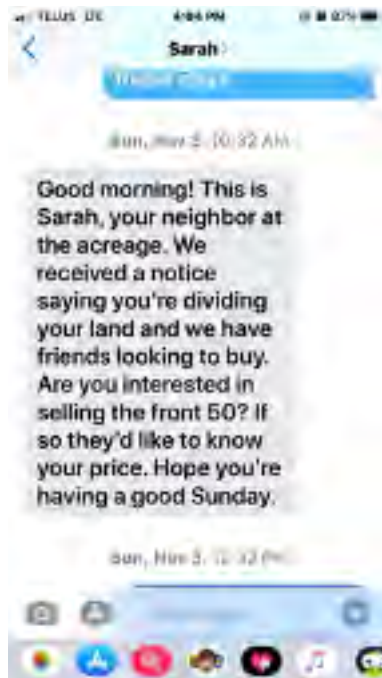 TELUS LTE
Sarah
Good morning! This is
Sarah, your neighbor at
the acreage. We
received a notice
saying you're dividing
your land and we have
friends looking to buy.
Are you interested in
selling the front 50? If
so they'd like to know
your price. Hope you're
having a good Sunday.